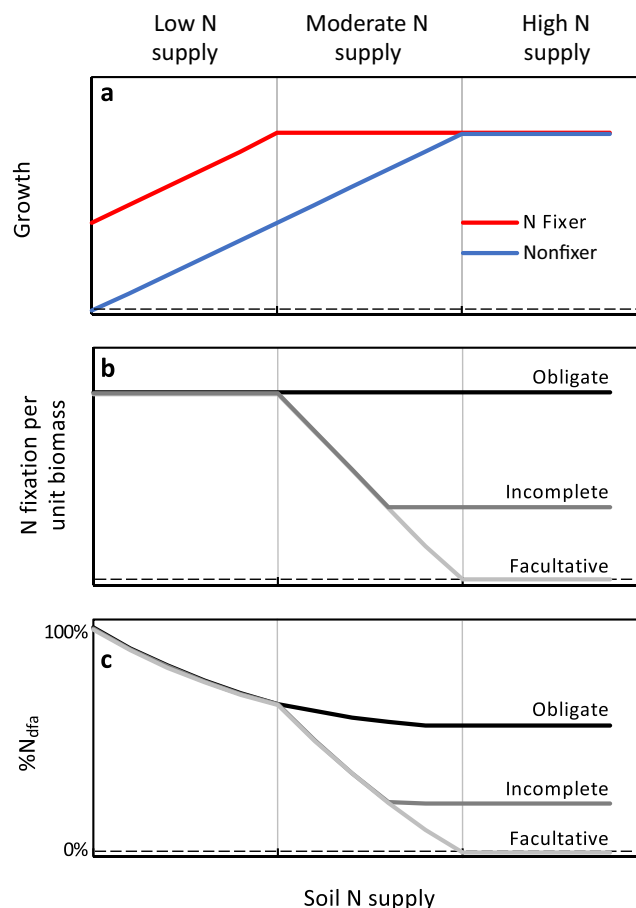 Low N
supply
Moderate N
supply
High N
supply
a
Growth
N Fixer
Nonfixer
b
N fixation per
unit biomass
Obligate
Incomplete
Facultative
100%
c
%Ndfa
Obligate
Incomplete
0%
Facultative
Soil N supply